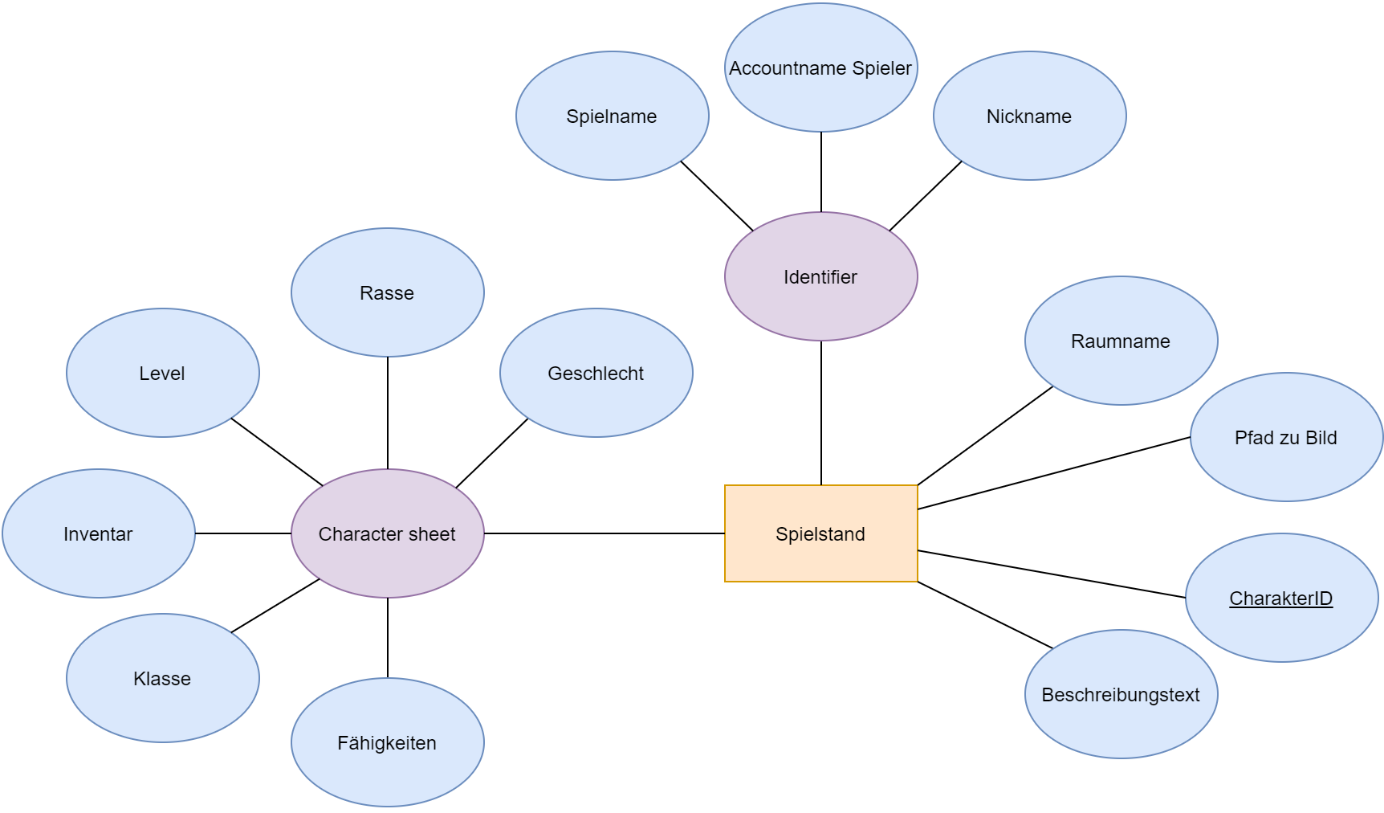 Accountname Spieler
Spielname
Nickname
Identifier
Rasse
Raumname
Level
Geschlecht
Pfad zu Bild
Inventar
Character sheet
Spielstand
CharakterID
Klasse
Beschreibungstext
Fähigkeiten